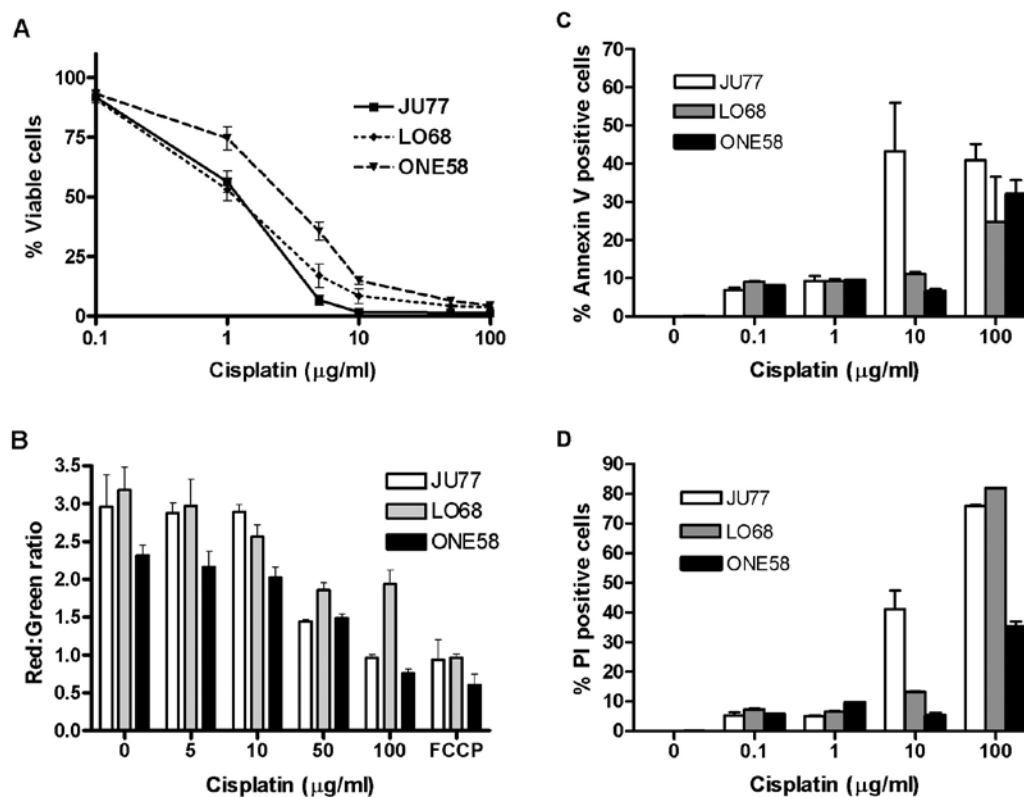 A
100
75
50
25
0
% Viable cells
JU77
LO68
ONE58
0.1 1 10 100
Cisplatin (µg/ml)
B
3.5
3.0
2.5
2.0
1.5
1.0
0.5
0.0
Red:Green ratio
JU77
LO68
ONE58
0 5 10 50 100 FCCP
Cisplatin (µg/ml)
C
70
60
50
40
30
20
10
0
% Annexin V positive cells
JU77
LO68
ONE58
0 0.1 1 10 100
Cisplatin (µg/ml)
D
90
80
70
60
50
40
30
20
10
0
% PI positive cells
JU77
LO68
ONE58
0 0.1 1 10 100
Cisplatin (µg/ml)